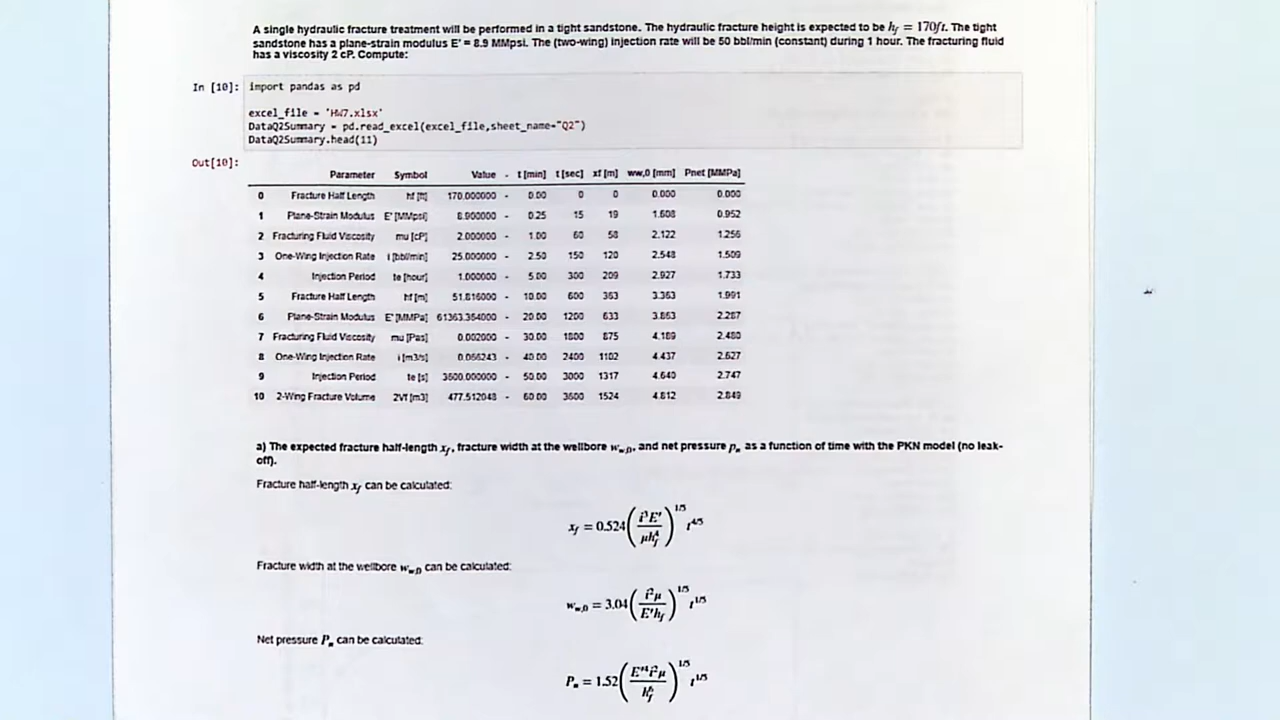 A single hydraulic fracture treatment will be performed in a tight sandstone. The hydraulic fracture height is expected to be h_f = 170ft. The tight
sandstone has a plane-strain modulus E' = 8.9 MMpsi. The (two-wing) injection rate will be 50 bbl/min (constant) during 1 hour. The fracturing fluid
has a viscosity 2 cP. Compute:
In [10]: import pandas as pd
excel_file = 'HW7.xlsx'
DataQ2Summary = pd.read_excel(excel_file,sheet_name="Q2")
DataQ2Summary.head(11)
Out[10]:
Parameter Symbol Value - t [min] t [sec] xf [m] ww,0 [mm] Pnet [MMPa]
0 Fracture Half Length hf [ft] 170.000000 - 0.00 0 0 0.000 0.000
1 Plane-Strain Modulus E' [MMpsi] 8.900000 - 0.25 15 19 1.608 0.952
2 Fracturing Fluid Viscosity mu [cP] 2.000000 - 1.00 60 58 2.122 1.256
3 One-Wing Injection Rate i [bbl/min] 25.000000 - 2.50 150 120 2.548 1.509
4 Injection Period te [hour] 1.000000 - 5.00 300 209 2.927 1.733
5 Fracture Half Length hf [m] 51.816000 - 10.00 600 363 3.363 1.991
6 Plane-Strain Modulus E' [MMPa] 61363.364000 - 20.00 1200 633 3.863 2.287
7 Fracturing Fluid Viscosity mu [Pas] 0.002000 - 30.00 1800 875 4.189 2.480
8 One-Wing Injection Rate i [m3/s] 0.066243 - 40.00 2400 1102 4.437 2.627
9 Injection Period te [s] 3600.000000 - 50.00 3000 1317 4.640 2.747
10 2-Wing Fracture Volume 2Vf [m3] 477.512048 - 60.00 3600 1524 4.812 2.849
a) The expected fracture half-length x_f, fracture width at the wellbore w_w,0, and net pressure p_n as a function of time with the PKN model (no leak-
off).
Fracture half-length x_f can be calculated:
x_f = 0.524(i³E'/μh_f⁴)^1/5 t^4/5
Fracture width at the wellbore w_w,0 can be calculated:
w_w,0 = 3.04(i²μ/E'h_f)^1/5 t^1/5
Net pressure P_n can be calculated:
P_n = 1.52(E'⁴i²μ/h_f⁶)^1/5 t^1/5